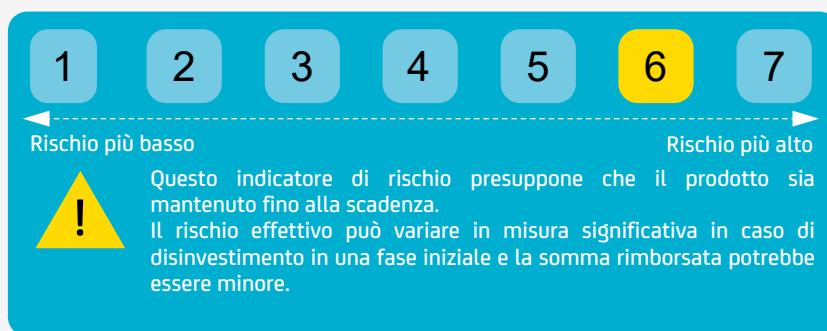 1 2 3 4 5 6 7
Rischio più basso Rischio più alto
!
Questo indicatore di rischio presuppone che il prodotto sia
mantenuto fino alla scadenza.
Il rischio effettivo può variare in misura significativa in caso di
disinvestimento in una fase iniziale e la somma rimborsata potrebbe
essere minore.